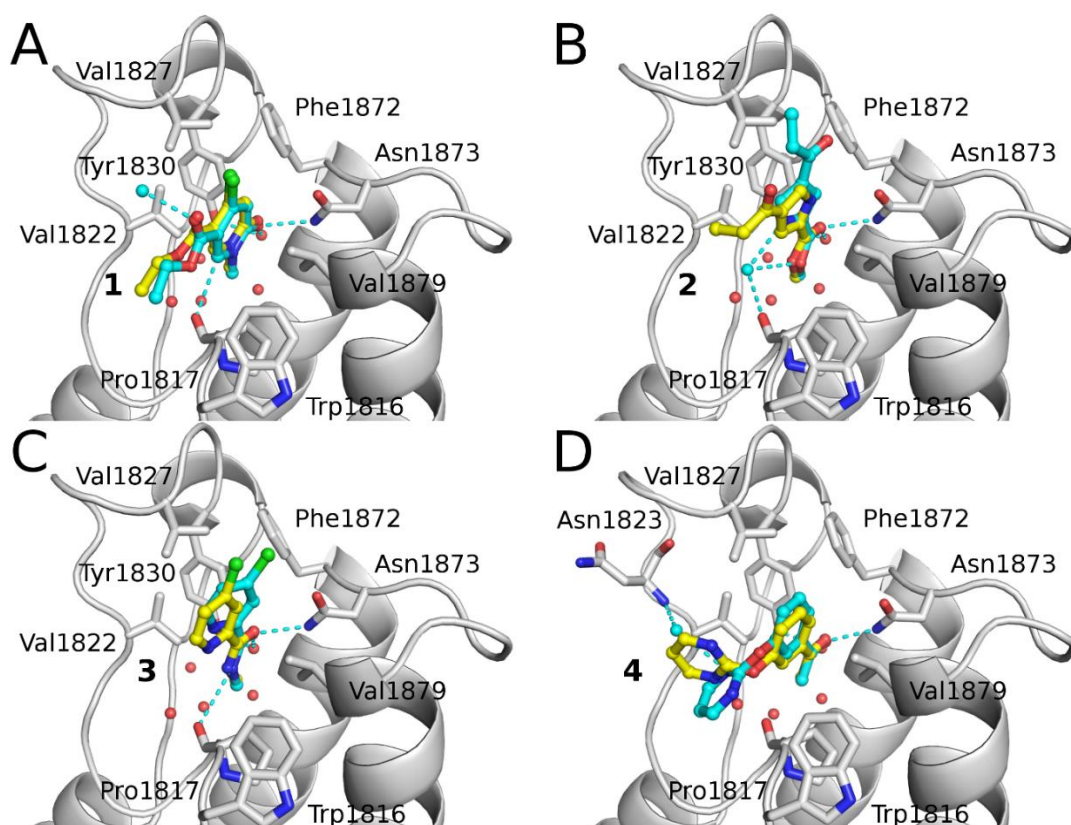 A
Val1827
Phe1872
Asn1873
Tyr1830
Val1822
1
Val1879
Pro1817
Trp1816
B
Val1827
Phe1872
Asn1873
Tyr1830
Val1822
2
Val1879
Pro1817
Trp1816
C
Val1827
Phe1872
Asn1873
Tyr1830
Val1822
3
Val1879
Pro1817
Trp1816
D
Val1827
Asn1823
Phe1872
Asn1873
4
Val1879
Pro1817
Trp1816